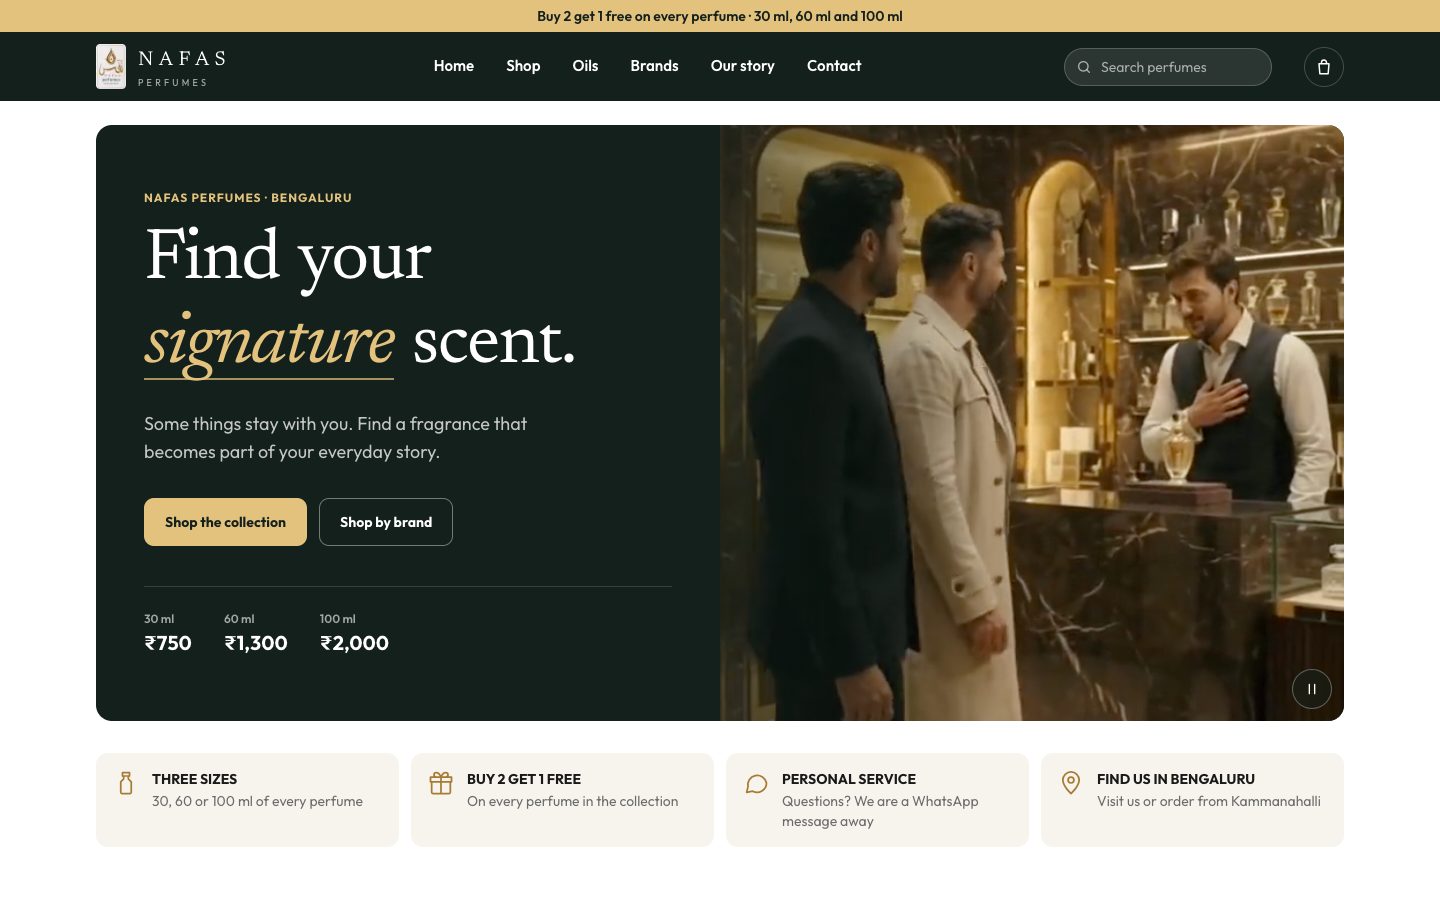 Buy 2 get 1 free on every perfume · 30 ml, 60 ml and 100 ml
NAFAS
PERFUMES
Home
Shop
Oils
Brands
Our story
Contact
Search perfumes
NAFAS PERFUMES · BENGALURU
Find your
signature scent.
Some things stay with you. Find a fragrance that
becomes part of your everyday story.
Shop the collection
Shop by brand
30 ml
₹750
60 ml
₹1,300
100 ml
₹2,000
THREE SIZES
30, 60 or 100 ml of every perfume
BUY 2 GET 1 FREE
On every perfume in the collection
PERSONAL SERVICE
Questions? We are a WhatsApp
message away
FIND US IN BENGALURU
Visit us or order from Kammanahalli